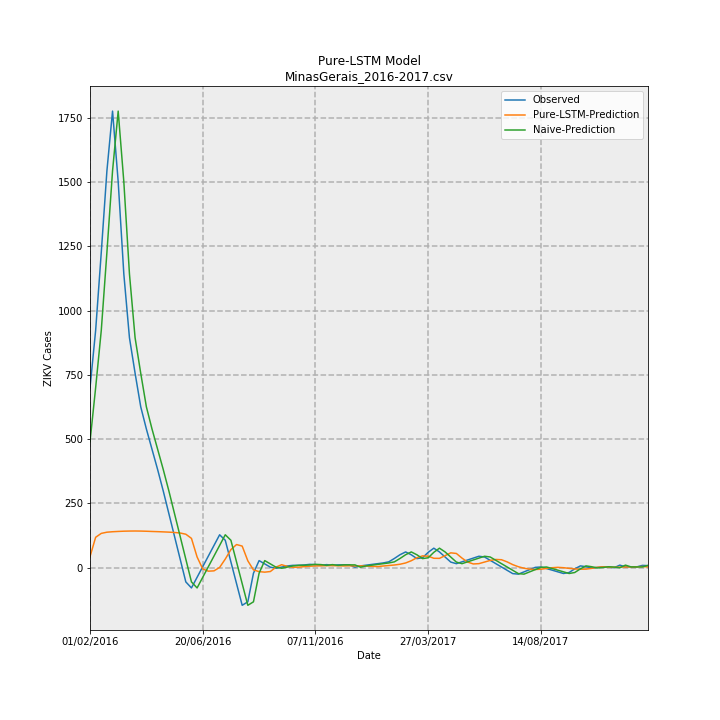 Pure-LSTM Model
MinasGerais_2016-2017.csv
Observed
Pure-LSTM-Prediction
Naive-Prediction
1750
1500
1250
1000
750
500
250
0
ZIKV Cases
01/02/2016
20/06/2016
07/11/2016
27/03/2017
14/08/2017
Date